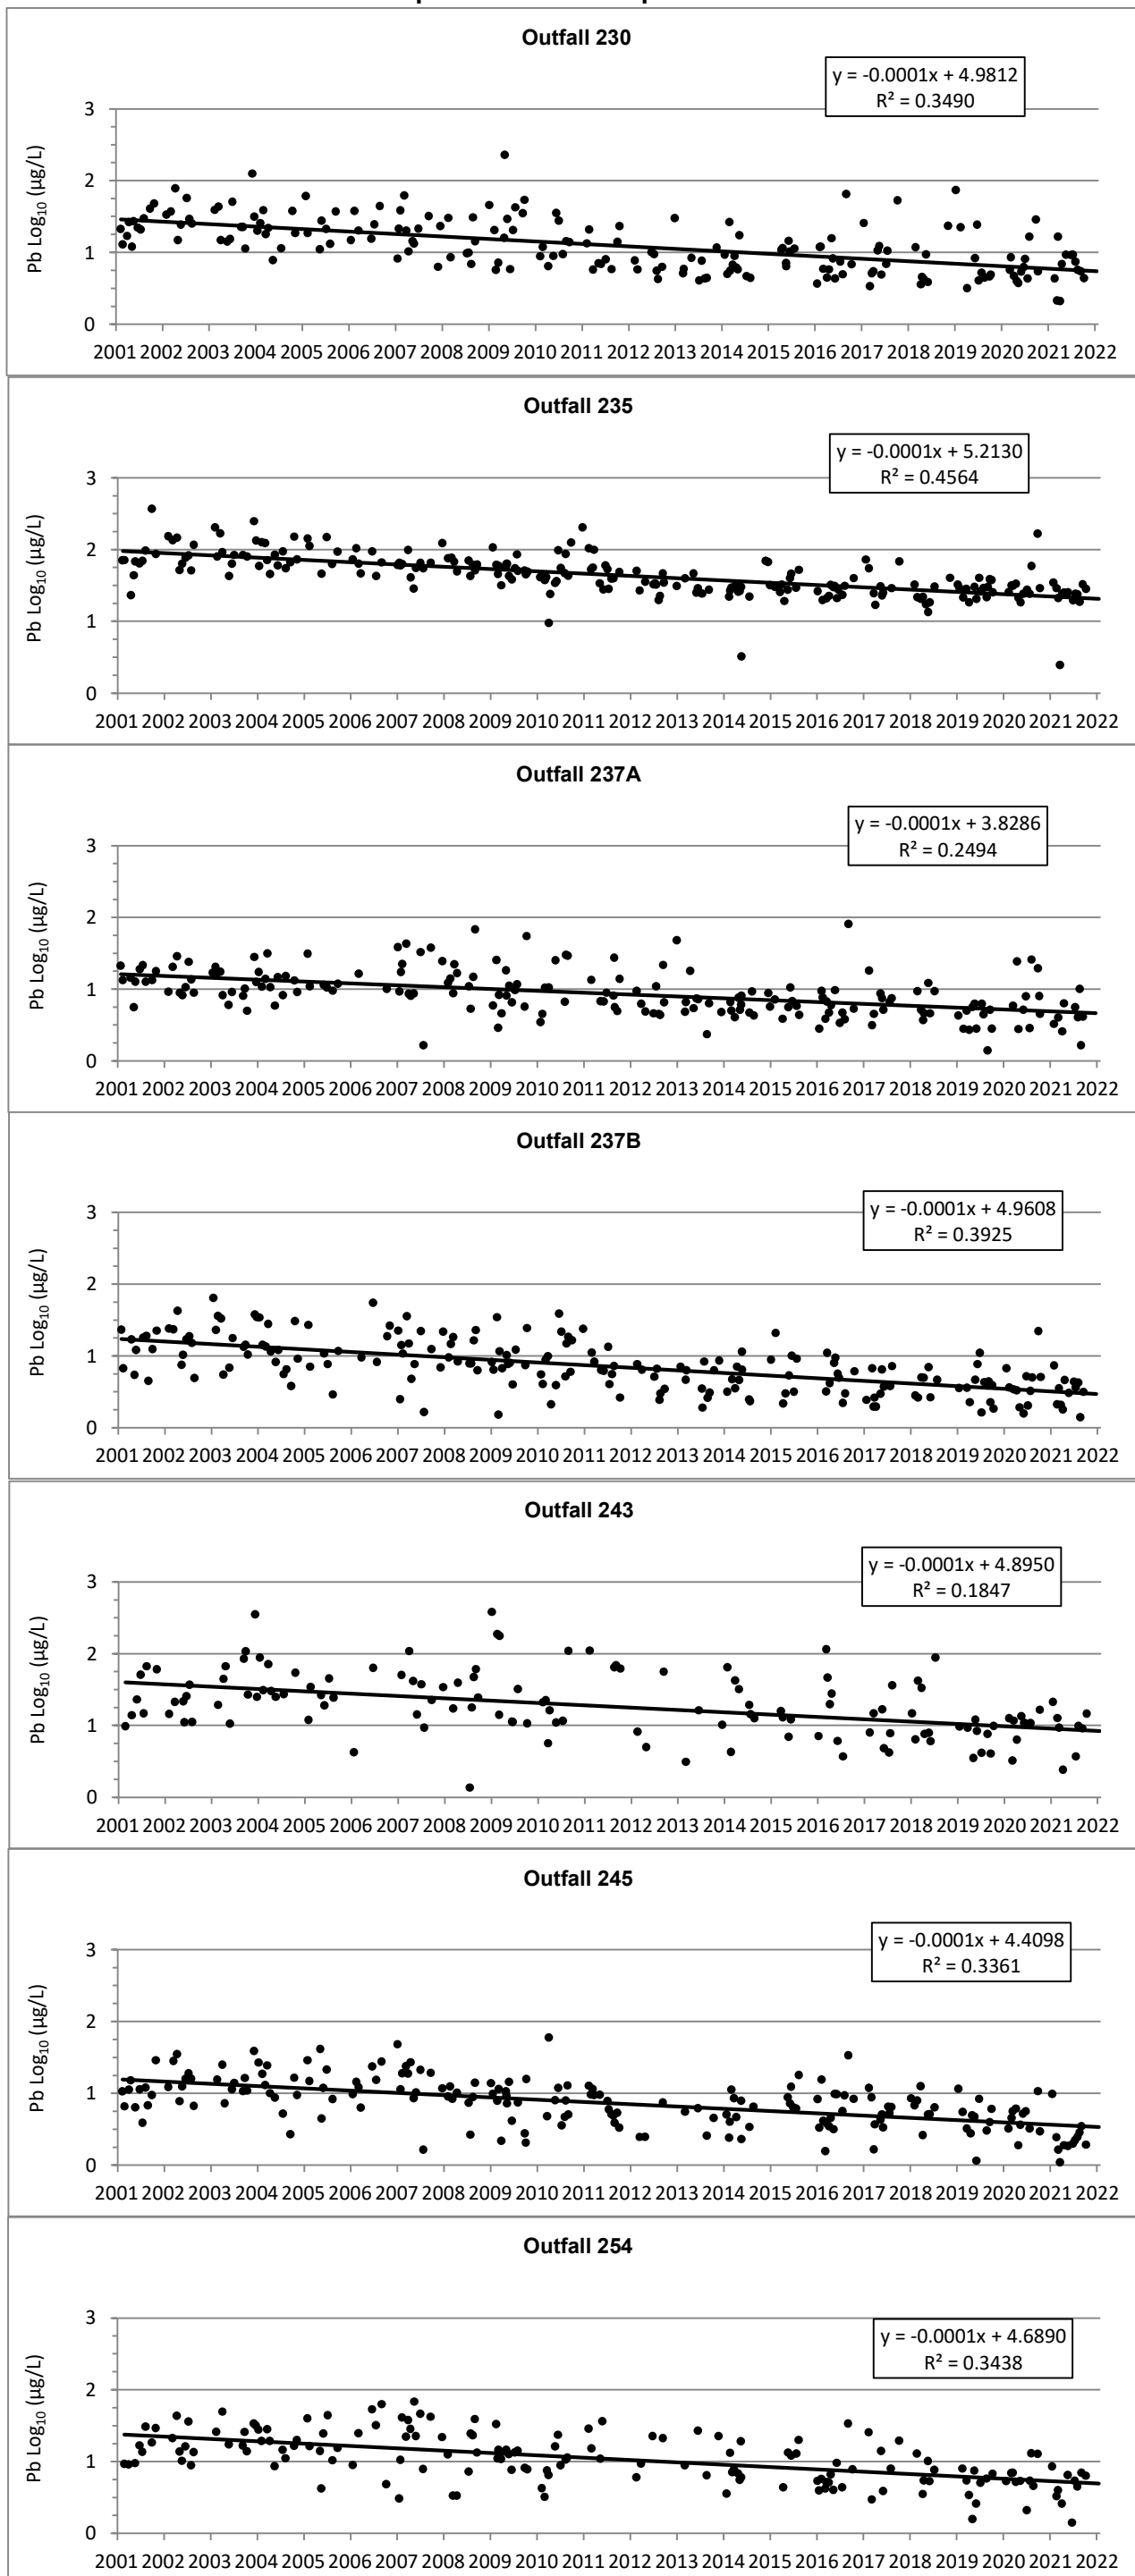 Outfall 230
y = -0.0001x + 4.9812
R² = 0.3490
Pb Log₁₀ (µg/L)
3
2
1
0
2001 2002 2003 2004 2005 2006 2007 2008 2009 2010 2011 2012 2013 2014 2015 2016 2017 2018 2019 2020 2021 2022
Outfall 235
y = -0.0001x + 5.2130
R² = 0.4564
Pb Log₁₀ (µg/L)
3
2
1
0
2001 2002 2003 2004 2005 2006 2007 2008 2009 2010 2011 2012 2013 2014 2015 2016 2017 2018 2019 2020 2021 2022
Outfall 237A
y = -0.0001x + 3.8286
R² = 0.2494
Pb Log₁₀ (µg/L)
3
2
1
0
2001 2002 2003 2004 2005 2006 2007 2008 2009 2010 2011 2012 2013 2014 2015 2016 2017 2018 2019 2020 2021 2022
Outfall 237B
y = -0.0001x + 4.9608
R² = 0.3925
Pb Log₁₀ (µg/L)
3
2
1
0
2001 2002 2003 2004 2005 2006 2007 2008 2009 2010 2011 2012 2013 2014 2015 2016 2017 2018 2019 2020 2021 2022
Outfall 243
y = -0.0001x + 4.8950
R² = 0.1847
Pb Log₁₀ (µg/L)
3
2
1
0
2001 2002 2003 2004 2005 2006 2007 2008 2009 2010 2011 2012 2013 2014 2015 2016 2017 2018 2019 2020 2021 2022
Outfall 245
y = -0.0001x + 4.4098
R² = 0.3361
Pb Log₁₀ (µg/L)
3
2
1
0
2001 2002 2003 2004 2005 2006 2007 2008 2009 2010 2011 2012 2013 2014 2015 2016 2017 2018 2019 2020 2021 2022
Outfall 254
y = -0.0001x + 4.6890
R² = 0.3438
Pb Log₁₀ (µg/L)
3
2
1
0
2001 2002 2003 2004 2005 2006 2007 2008 2009 2010 2011 2012 2013 2014 2015 2016 2017 2018 2019 2020 2021 2022